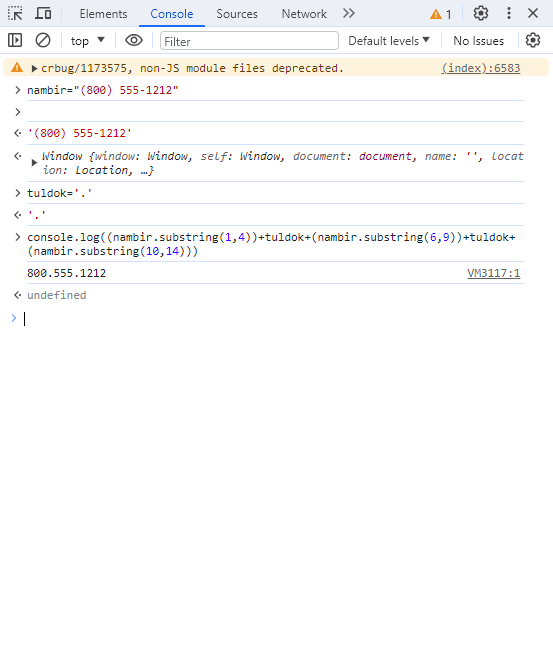 Elements Console Sources Network 1
top Filter Default levels No Issues
crbug/1173575, non-JS module files deprecated. (index):6583
nambir="(800) 555-1212"
'(800) 555-1212'
Window {window: Window, self: Window, document: document, name: '', locat
ion: Location, …}
tuldok='.'
'.'
console.log((nambir.substring(1,4))+tuldok+(nambir.substring(6,9))+tuldok+
(nambir.substring(10,14)))
800.555.1212 VM3117:1
undefined